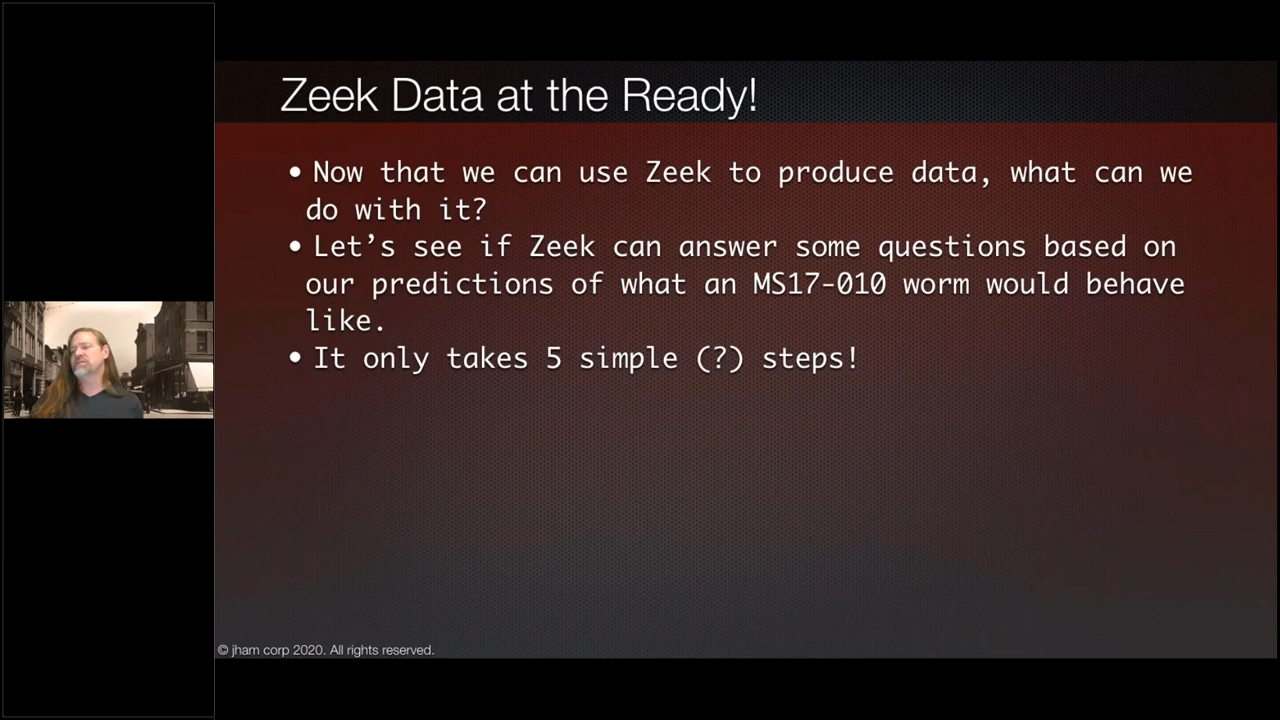 Zeek Data at the Ready!
• Now that we can use Zeek to produce data, what can we
do with it?
• Let’s see if Zeek can answer some questions based on
our predictions of what an MS17-010 worm would behave
like.
• It only takes 5 simple (?) steps!
© jham corp 2020. All rights reserved.